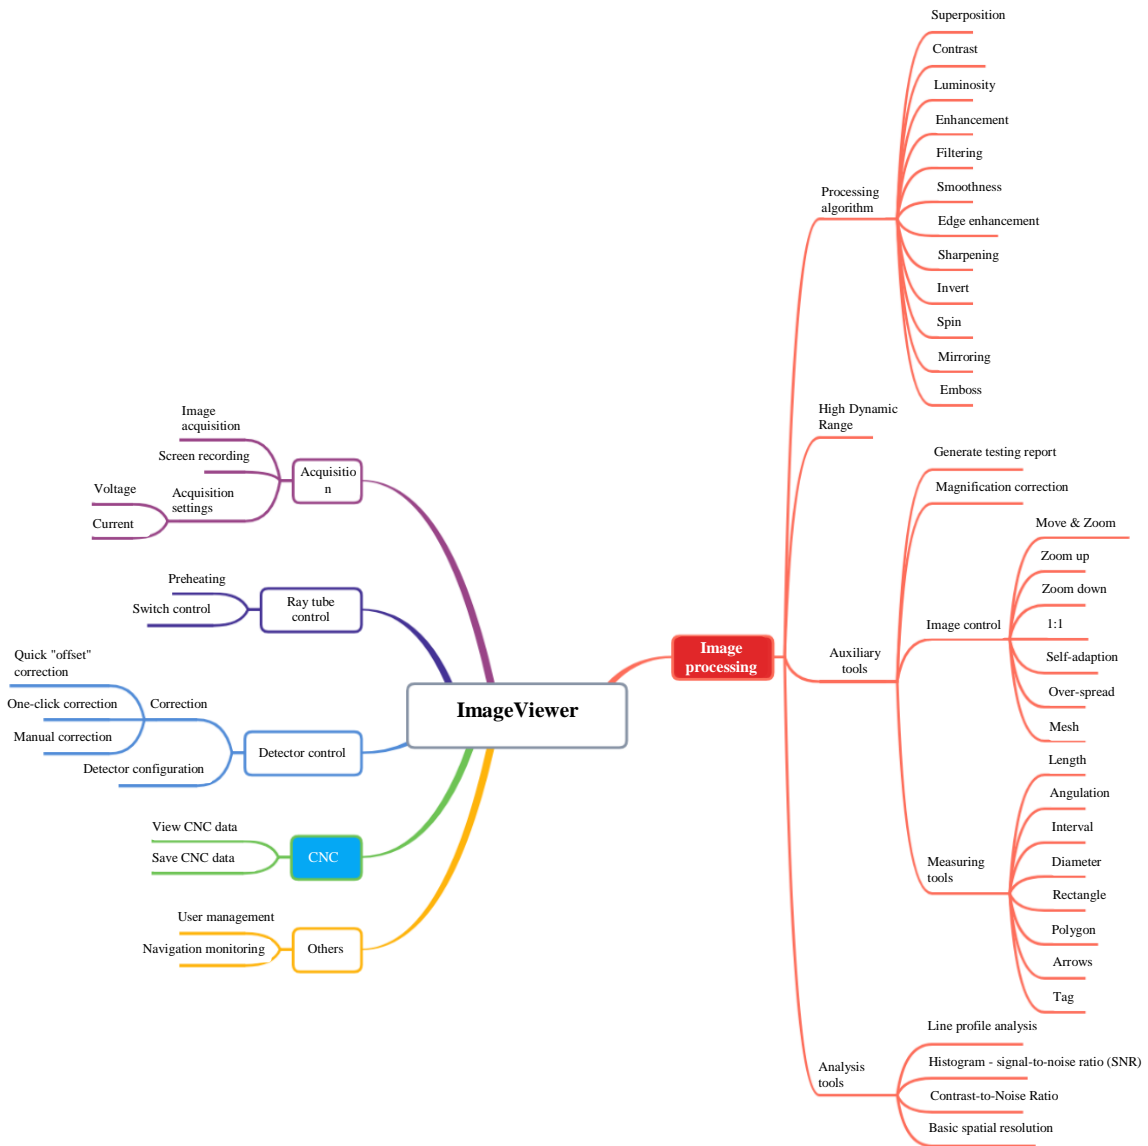 Superposition
Contrast
Luminosity
Enhancement
Filtering
Smoothness
Edge enhancement
Sharpening
Invert
Spin
Mirroring
Emboss
Processing
algorithm
High Dynamic
Range
Generate testing report
Magnification correction
Move & Zoom
Zoom up
Zoom down
1:1
Self-adaption
Over-spread
Mesh
Image control
Auxiliary
tools
Length
Angulation
Interval
Diameter
Rectangle
Polygon
Arrows
Tag
Measuring
tools
Line profile analysis
Histogram - signal-to-noise ratio (SNR)
Contrast-to-Noise Ratio
Basic spatial resolution
Analysis
tools
Image
processing
ImageViewer
Image
acquisition
Screen recording
Acquisition
settings
Voltage
Current
Acquisitio
n
Preheating
Switch control
Ray tube
control
Quick "offset"
correction
One-click correction
Manual correction
Correction
Detector configuration
Detector control
View CNC data
Save CNC data
CNC
User management
Navigation monitoring
Others